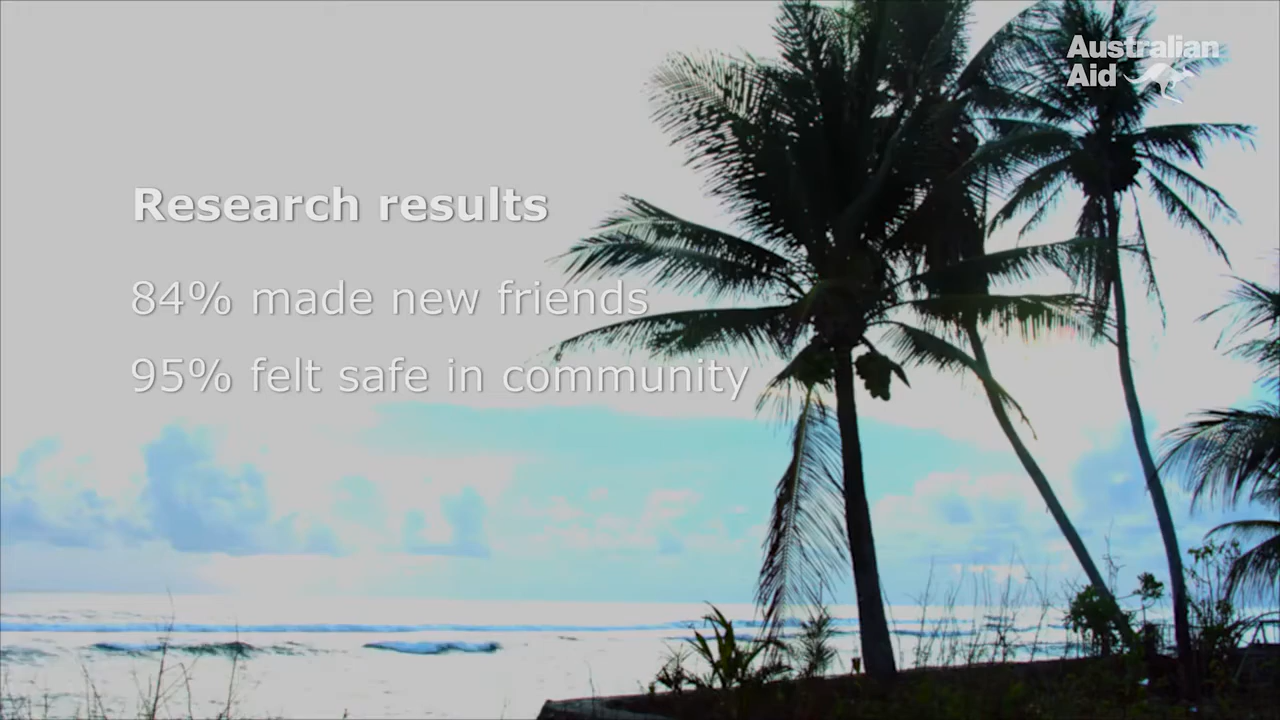 Australian
Aid
Research results
84% made new friends
95% felt safe in community